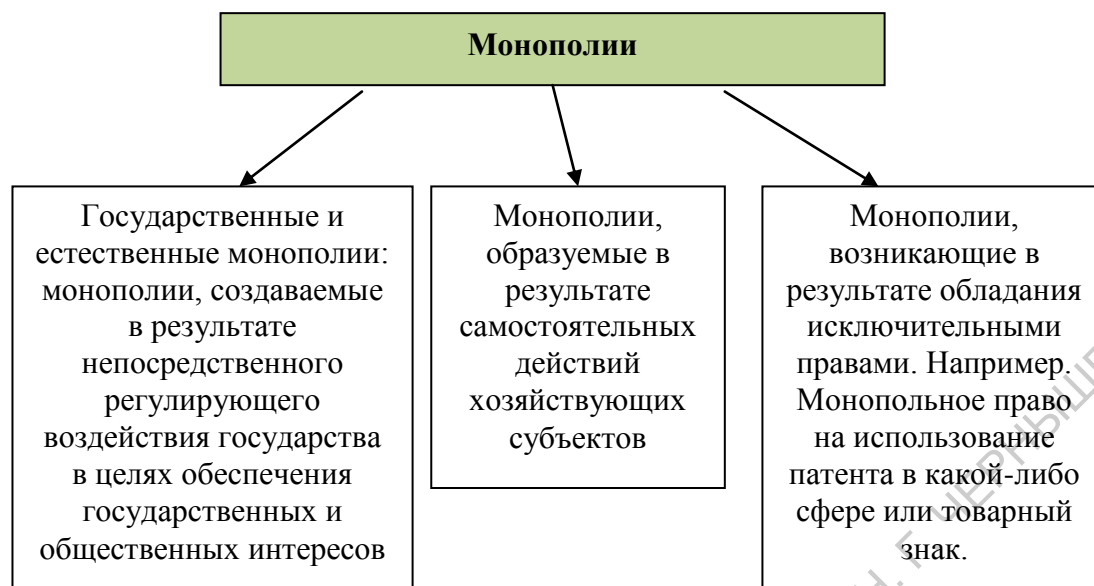 Монополии
Государственные и
естественные монополии:
монополии, создаваемые
в результате
непосредственного
регулирующего
воздействия государства
в целях обеспечения
государственных и
общественных интересов
Монополии,
образуемые в
результате
самостоятельных
действий
хозяйствующих
субъектов
Монополии,
возникающие в
результате обладания
исключительными
правами. Например.
Монопольное право
на использование
патента в какой-либо
сфере или товарный
знак.
Н. Г.